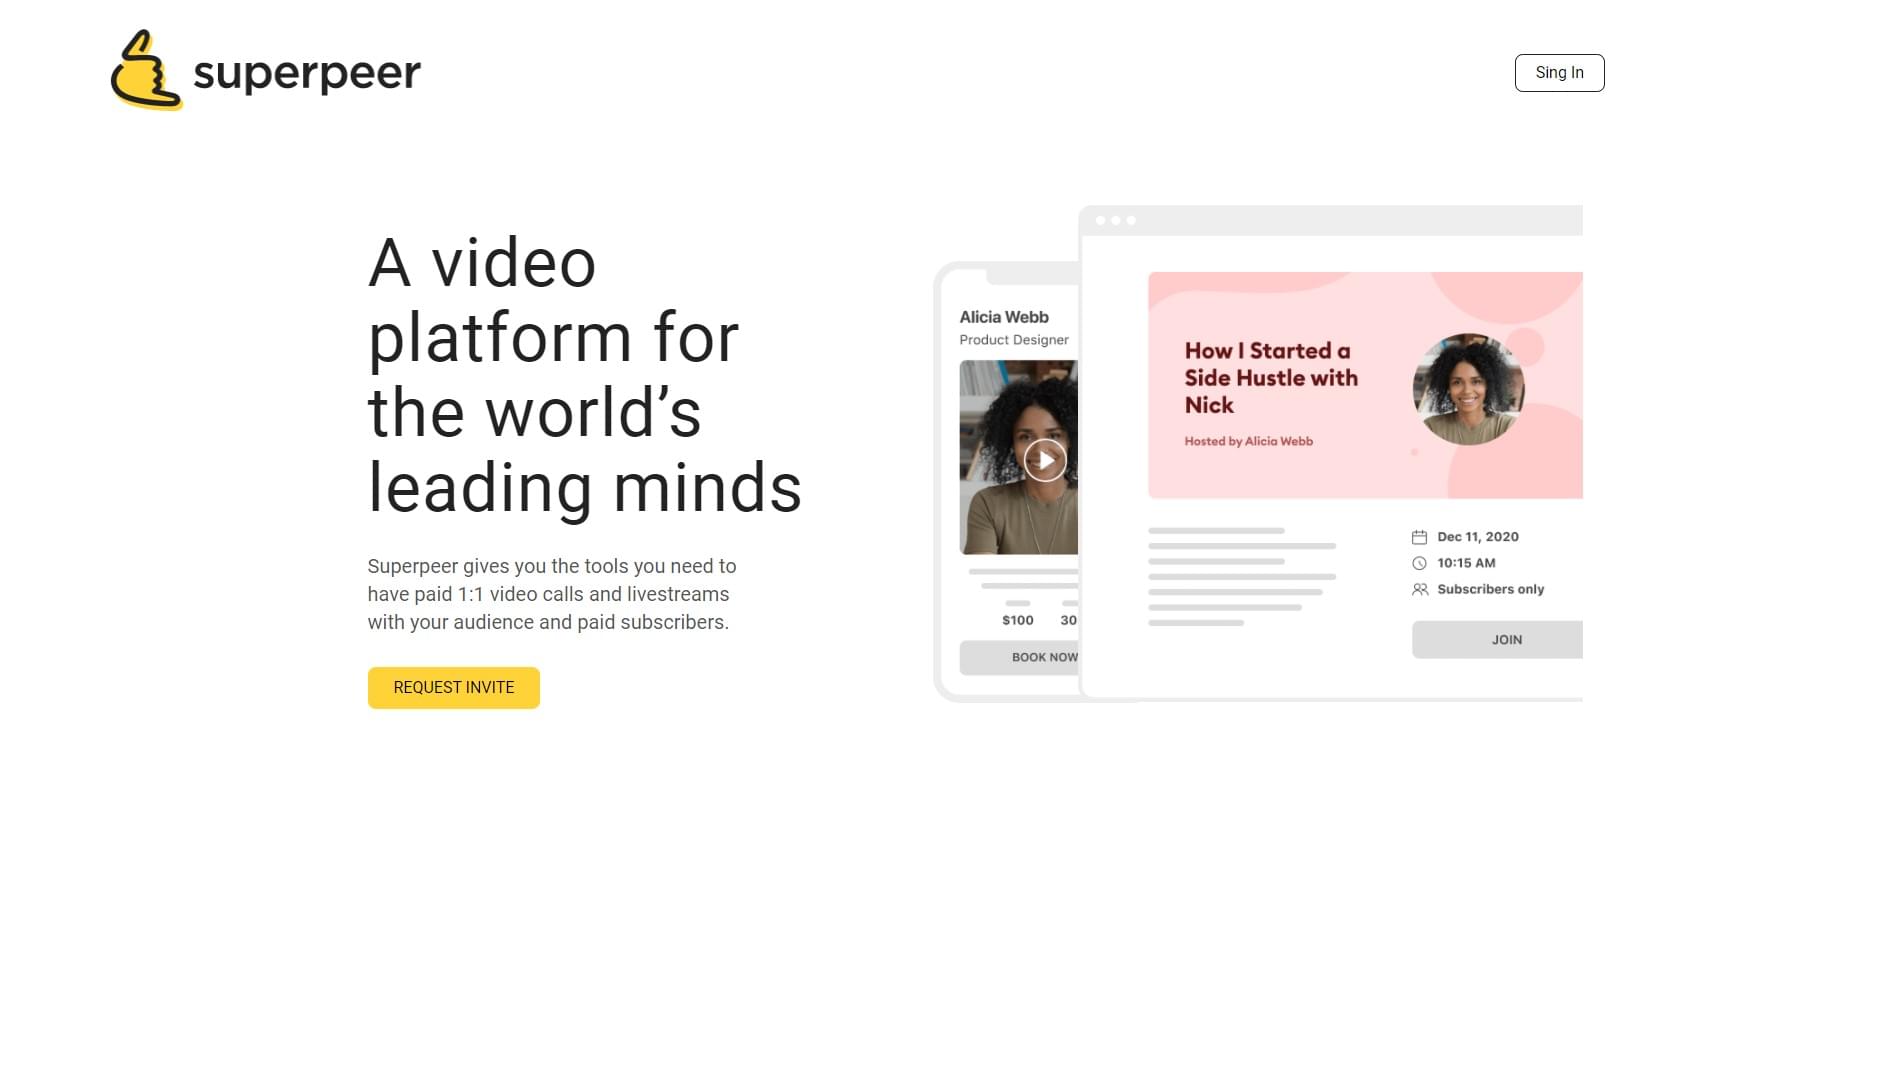 superpeer
Sing In
A video
platform for
the world’s
leading minds
Superpeer gives you the tools you need to
have paid 1:1 video calls and livestreams
with your audience and paid subscribers.
REQUEST INVITE
Alicia Webb
Product Designer
$100 30
BOOK NOW
How I Started a
Side Hustle with
Nick
Hosted by Alicia Webb
Dec 11, 2020
10:15 AM
Subscribers only
JOIN